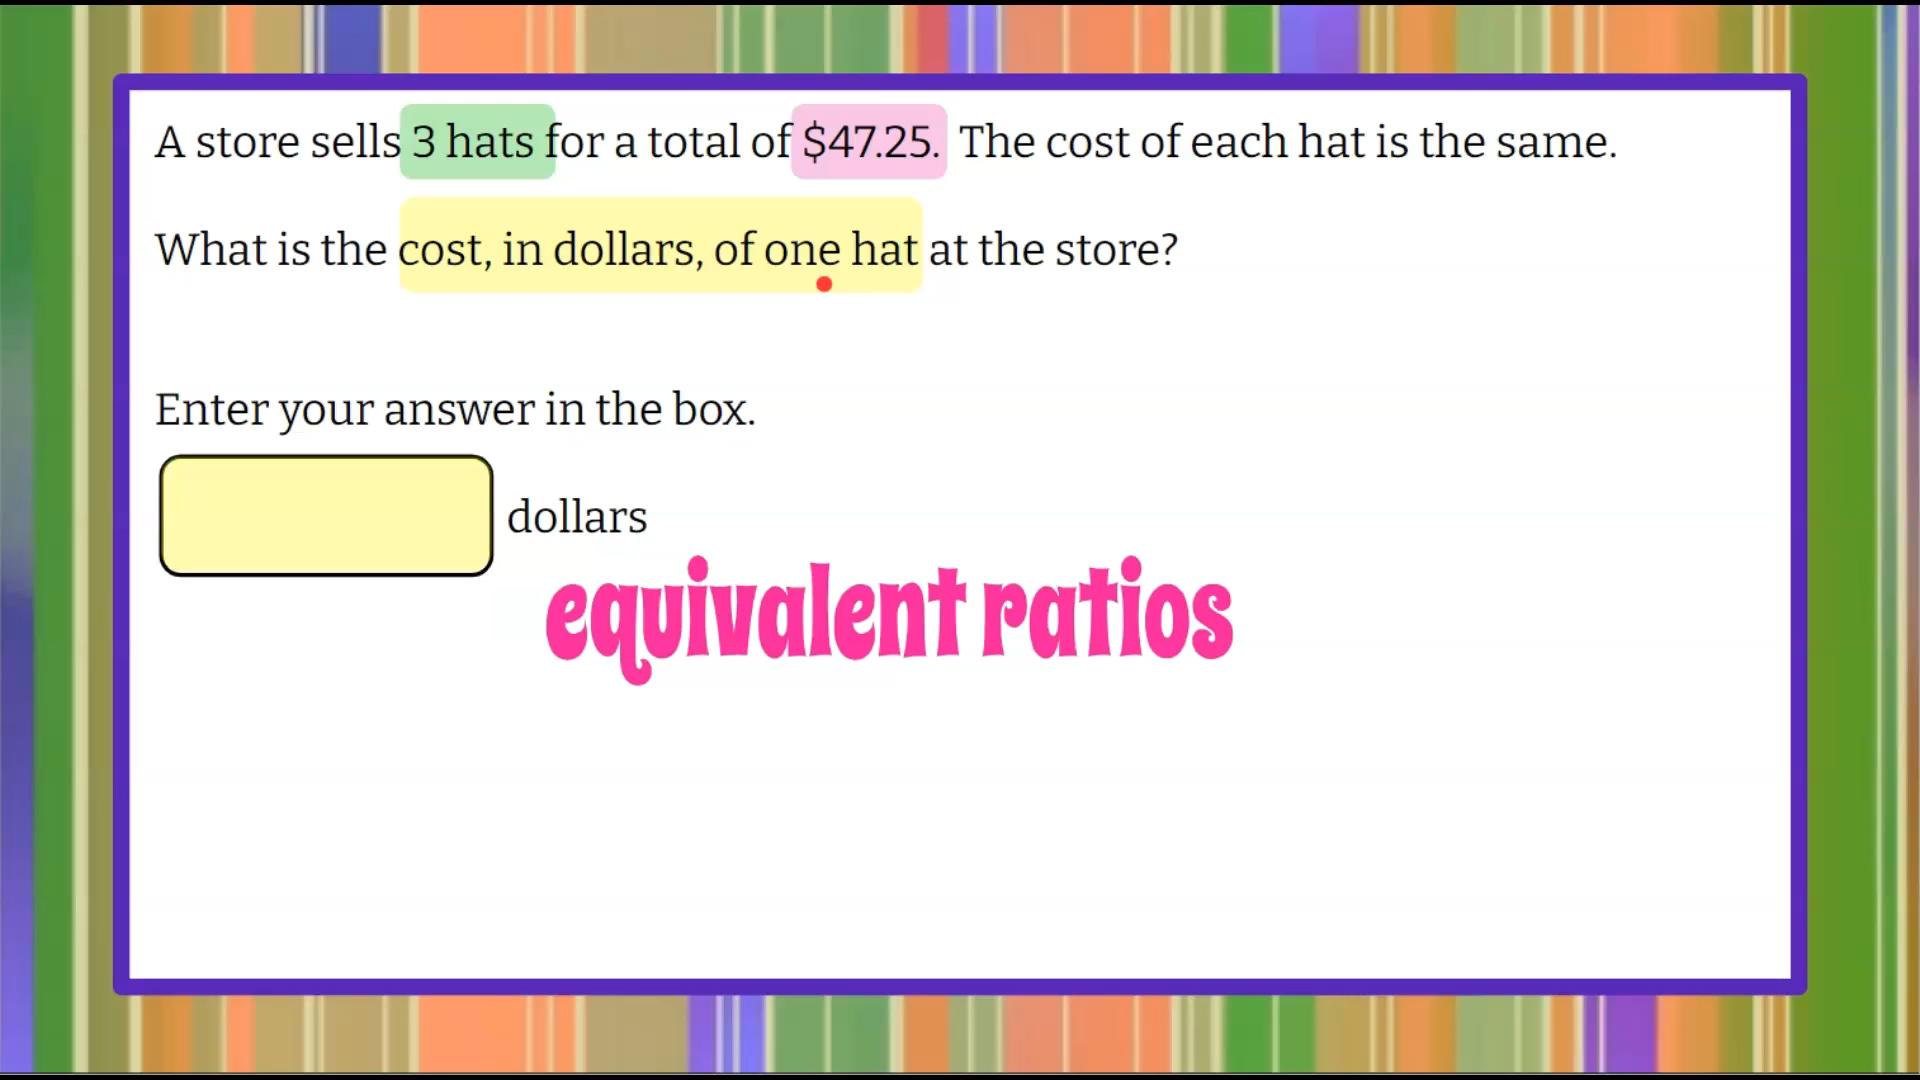 A store sells 3 hats for a total of $47.25. The cost of each hat is the same.
What is the cost, in dollars, of one hat at the store?
Enter your answer in the box.
dollars
equivalent ratios